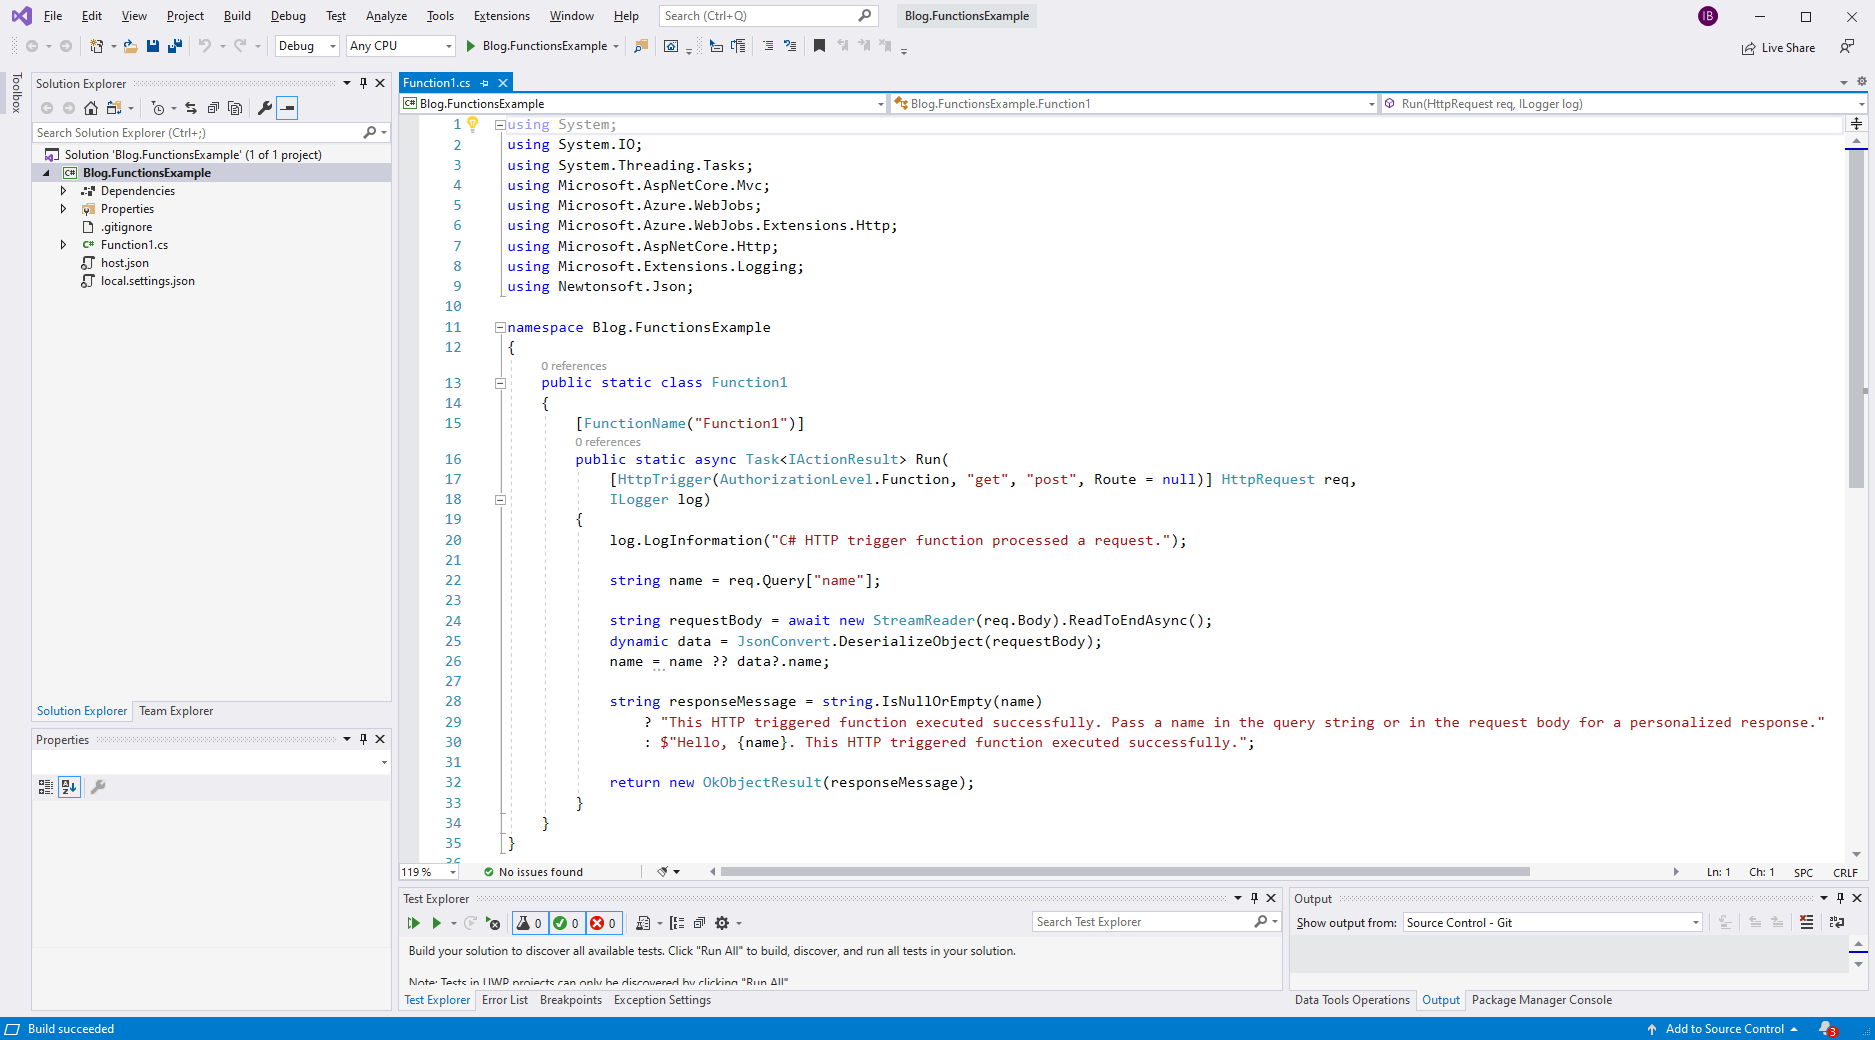 File Edit View Project Build Debug Test Analyze Tools Extensions Window Help Search (Ctrl+Q) Blog.FunctionsExample IB
Debug Any CPU Blog.FunctionsExample Live Share
Toolbox
Solution Explorer
Search Solution Explorer (Ctrl+;)
Solution 'Blog.FunctionsExample' (1 of 1 project)
C# Blog.FunctionsExample
Dependencies
Properties
.gitignore
C# Function1.cs
host.json
local.settings.json
Solution Explorer Team Explorer
Properties
Function1.cs
C# Blog.FunctionsExample Blog.FunctionsExample.Function1 Run(HttpRequest req, ILogger log)
1 using System;
2 using System.IO;
3 using System.Threading.Tasks;
4 using Microsoft.AspNetCore.Mvc;
5 using Microsoft.Azure.WebJobs;
6 using Microsoft.Azure.WebJobs.Extensions.Http;
7 using Microsoft.AspNetCore.Http;
8 using Microsoft.Extensions.Logging;
9 using Newtonsoft.Json;
10
11 namespace Blog.FunctionsExample
12 {
0 references
13 public static class Function1
14 {
15 [FunctionName("Function1")]
0 references
16 public static async Task<IActionResult> Run(
17 [HttpTrigger(AuthorizationLevel.Function, "get", "post", Route = null)] HttpRequest req,
18 ILogger log)
19 {
20 log.LogInformation("C# HTTP trigger function processed a request.");
21
22 string name = req.Query["name"];
23
24 string requestBody = await new StreamReader(req.Body).ReadToEndAsync();
25 dynamic data = JsonConvert.DeserializeObject(requestBody);
26 name = name ?? data?.name;
27
28 string responseMessage = string.IsNullOrEmpty(name)
29 ? "This HTTP triggered function executed successfully. Pass a name in the query string or in the request body for a personalized response."
30 : $"Hello, {name}. This HTTP triggered function executed successfully.";
31
32 return new OkObjectResult(responseMessage);
33 }
34 }
35 }
36
119 % No issues found Ln: 1 Ch: 1 SPC CRLF
Test Explorer
0 0 0 Search Test Explorer
Build your solution to discover all available tests. Click "Run All" to build, discover, and run all tests in your solution.
Note: Tests in UWP projects can only be discovered by clicking "Run All"
Test Explorer Error List Breakpoints Exception Settings
Output
Show output from: Source Control - Git
Data Tools Operations Output Package Manager Console
Build succeeded Add to Source Control 3